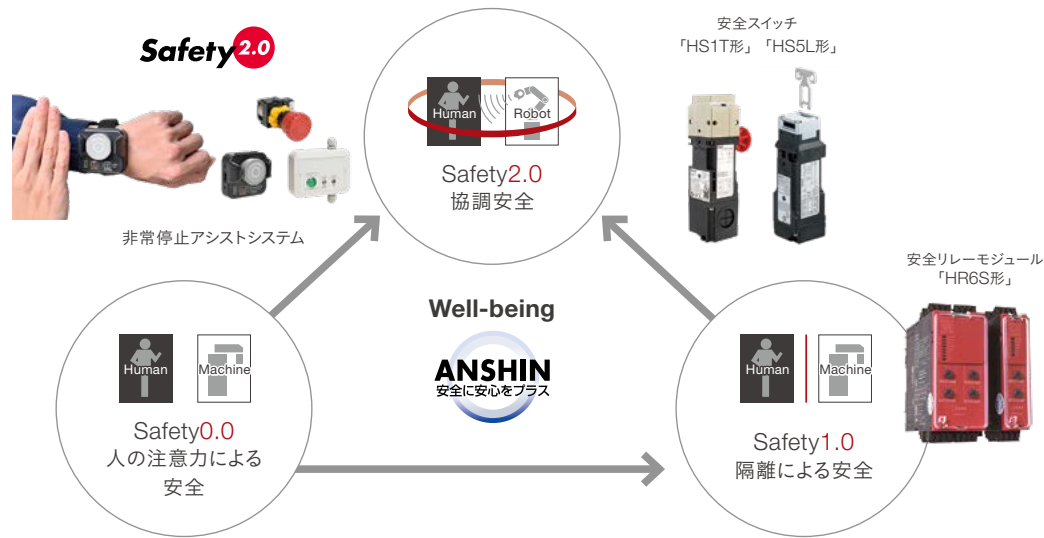 Safety2.0
安全スイッチ
「HS1T形」「HS5L形」
Human
Robot
Safety2.0
協調安全
非常停止アシストシステム
安全リレーモジュール
「HR6S形」
Well-being
ANSHIN
安全に安心をプラス
Human
Machine
Safety0.0
人の注意力による
安全
Human
Machine
Safety1.0
隔離による安全